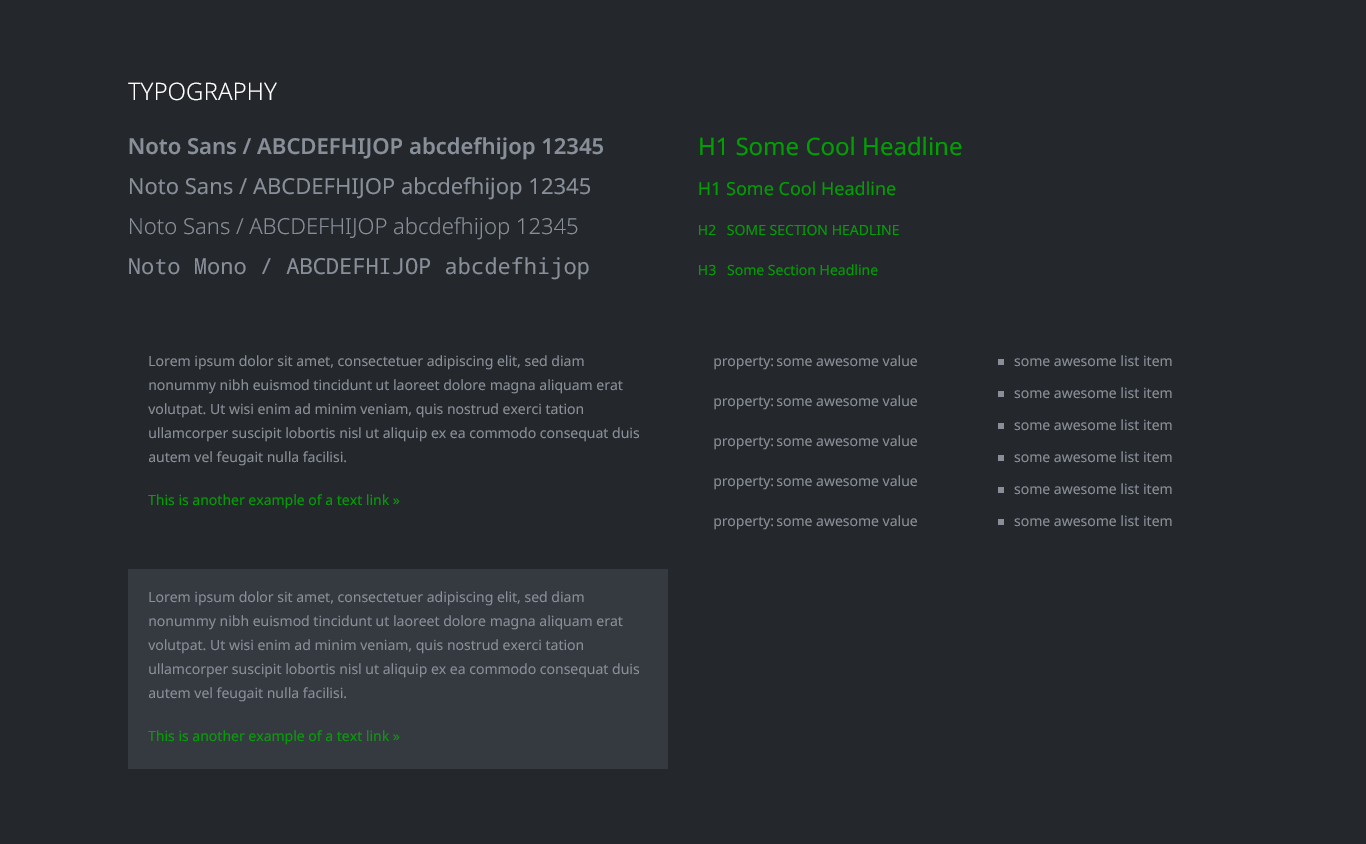 TYPOGRAPHY
Noto Sans / ABCDEFHIJOP abcdefhijop 12345
Noto Sans / ABCDEFHIJOP abcdefhijop 12345
Noto Sans / ABCDEFHIJOP abcdefhijop 12345
Noto Mono / ABCDEFHIJOP abcdefhijop
H1 Some Cool Headline
H1 Some Cool Headline
H2 SOME SECTION HEADLINE
H3 Some Section Headline
Lorem ipsum dolor sit amet, consectetuer adipiscing elit, sed diam
nonummy nibh euismod tincidunt ut laoreet dolore magna aliquam erat
volutpat. Ut wisi enim ad minim veniam, quis nostrud exerci tation
ullamcorper suscipit lobortis nisl ut aliquip ex ea commodo consequat duis
autem vel feugait nulla facilisi.
This is another example of a text link »
property: some awesome value
property: some awesome value
property: some awesome value
property: some awesome value
property: some awesome value
▪ some awesome list item
▪ some awesome list item
▪ some awesome list item
▪ some awesome list item
▪ some awesome list item
▪ some awesome list item
Lorem ipsum dolor sit amet, consectetuer adipiscing elit, sed diam
nonummy nibh euismod tincidunt ut laoreet dolore magna aliquam erat
volutpat. Ut wisi enim ad minim veniam, quis nostrud exerci tation
ullamcorper suscipit lobortis nisl ut aliquip ex ea commodo consequat duis
autem vel feugait nulla facilisi.
This is another example of a text link »